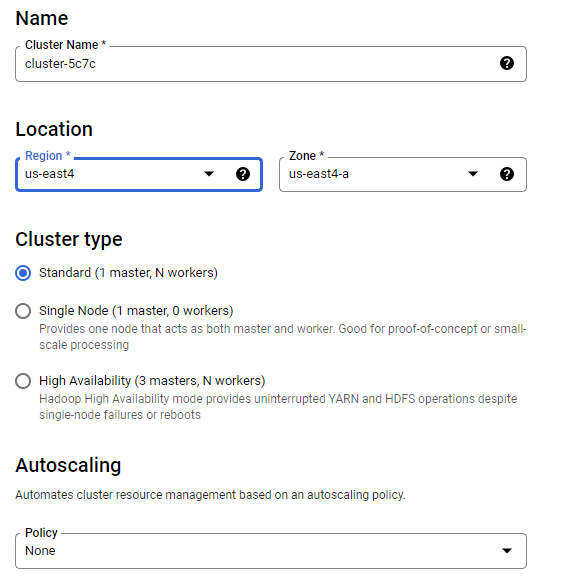 Name
Cluster Name *
cluster-5c7c
Location
Region *
us-east4
Zone *
us-east4-a
Cluster type
Standard (1 master, N workers)
Single Node (1 master, 0 workers)
Provides one node that acts as both master and worker. Good for proof-of-concept or small-
scale processing
High Availability (3 masters, N workers)
Hadoop High Availability mode provides uninterrupted YARN and HDFS operations despite
single-node failures or reboots
Autoscaling
Automates cluster resource management based on an autoscaling policy.
Policy
None